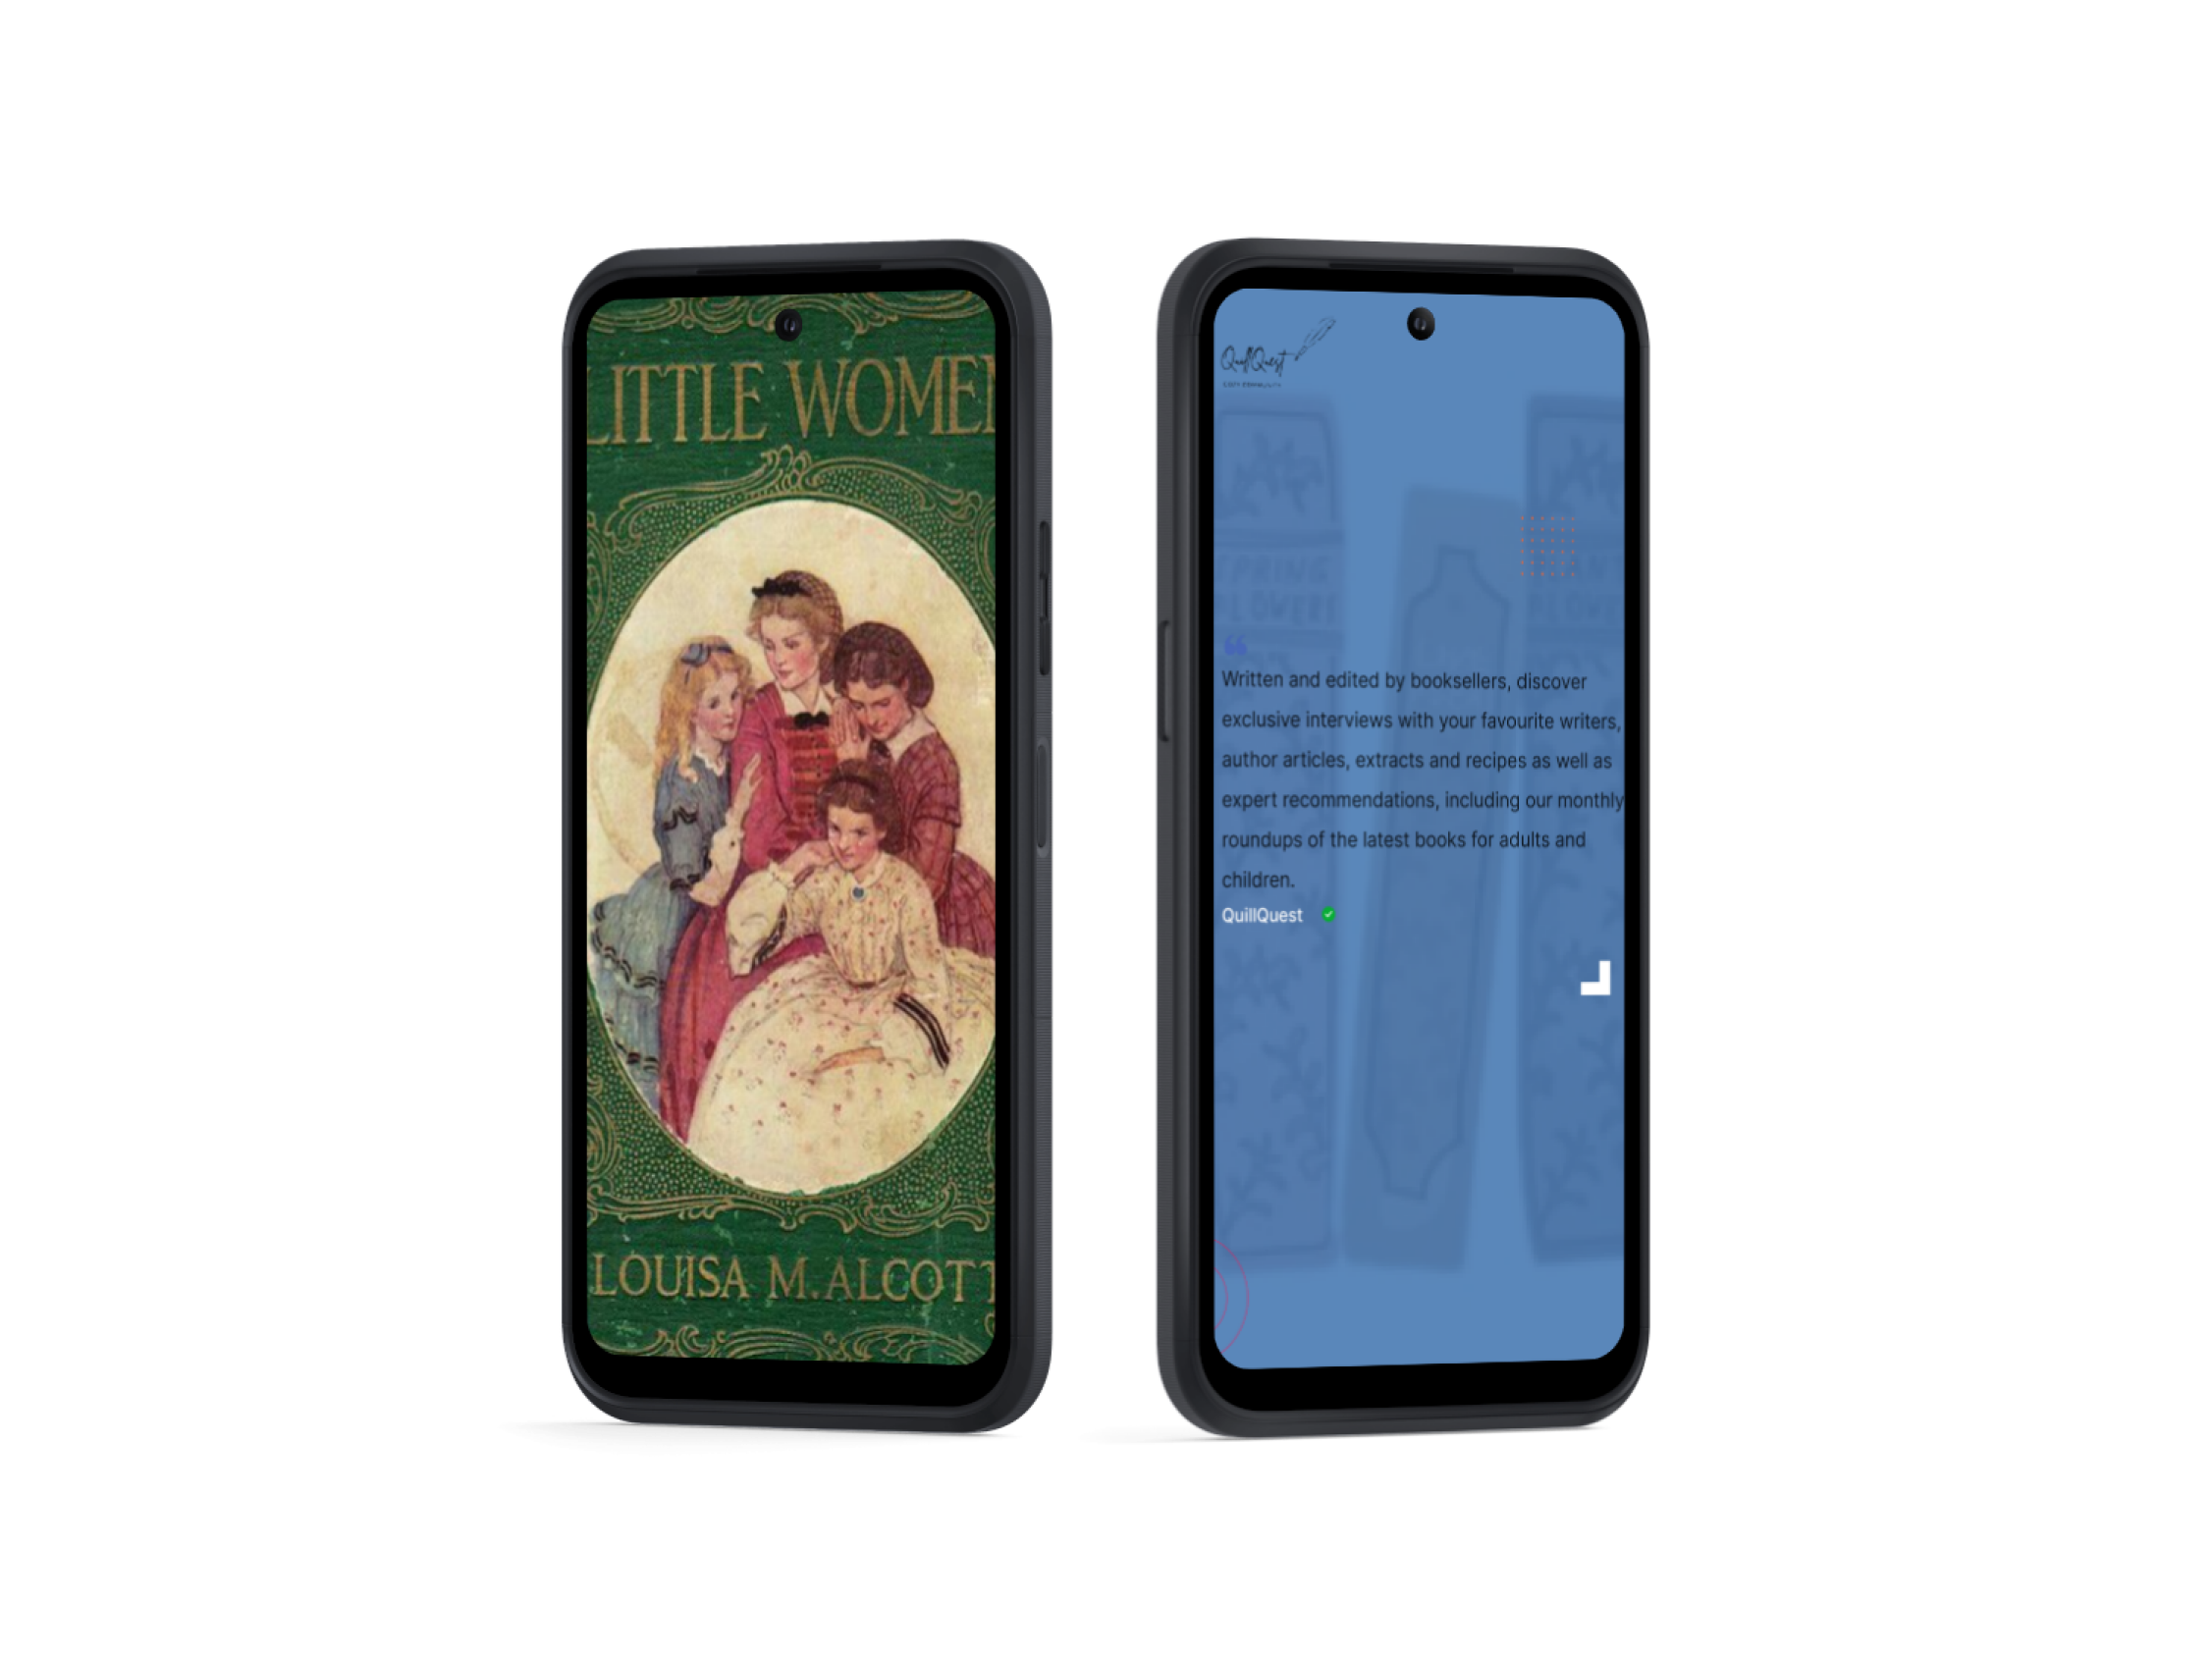 LITTLE WOMEN
LOUISA M. ALCOTT
QuillQuest
Written and edited by booksellers, discover
exclusive interviews with your favourite writers,
author articles, extracts and recipes as well as
expert recommendations, including our monthly
roundups of the latest books for adults and
children.
QuillQuest